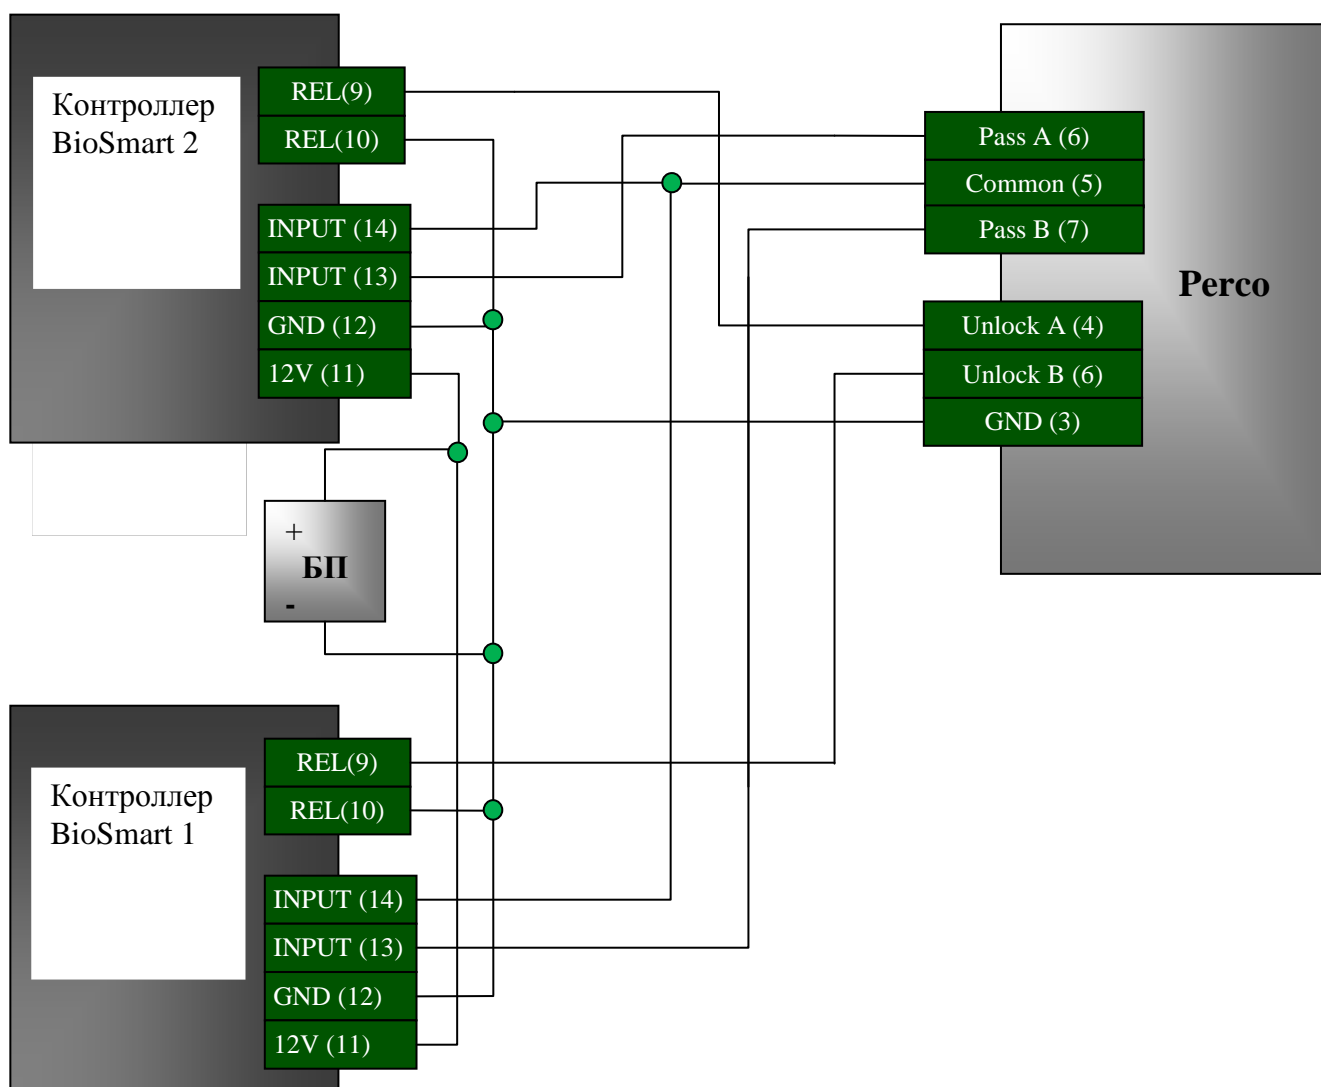 Контроллер
BioSmart 2
REL(9)
REL(10)
INPUT (14)
INPUT (13)
GND (12)
12V (11)
Pass A (6)
Common (5)
Pass B (7)
Perco
Unlock A (4)
Unlock B (6)
GND (3)
+
БП
-
Контроллер
BioSmart 1
REL(9)
REL(10)
INPUT (14)
INPUT (13)
GND (12)
12V (11)